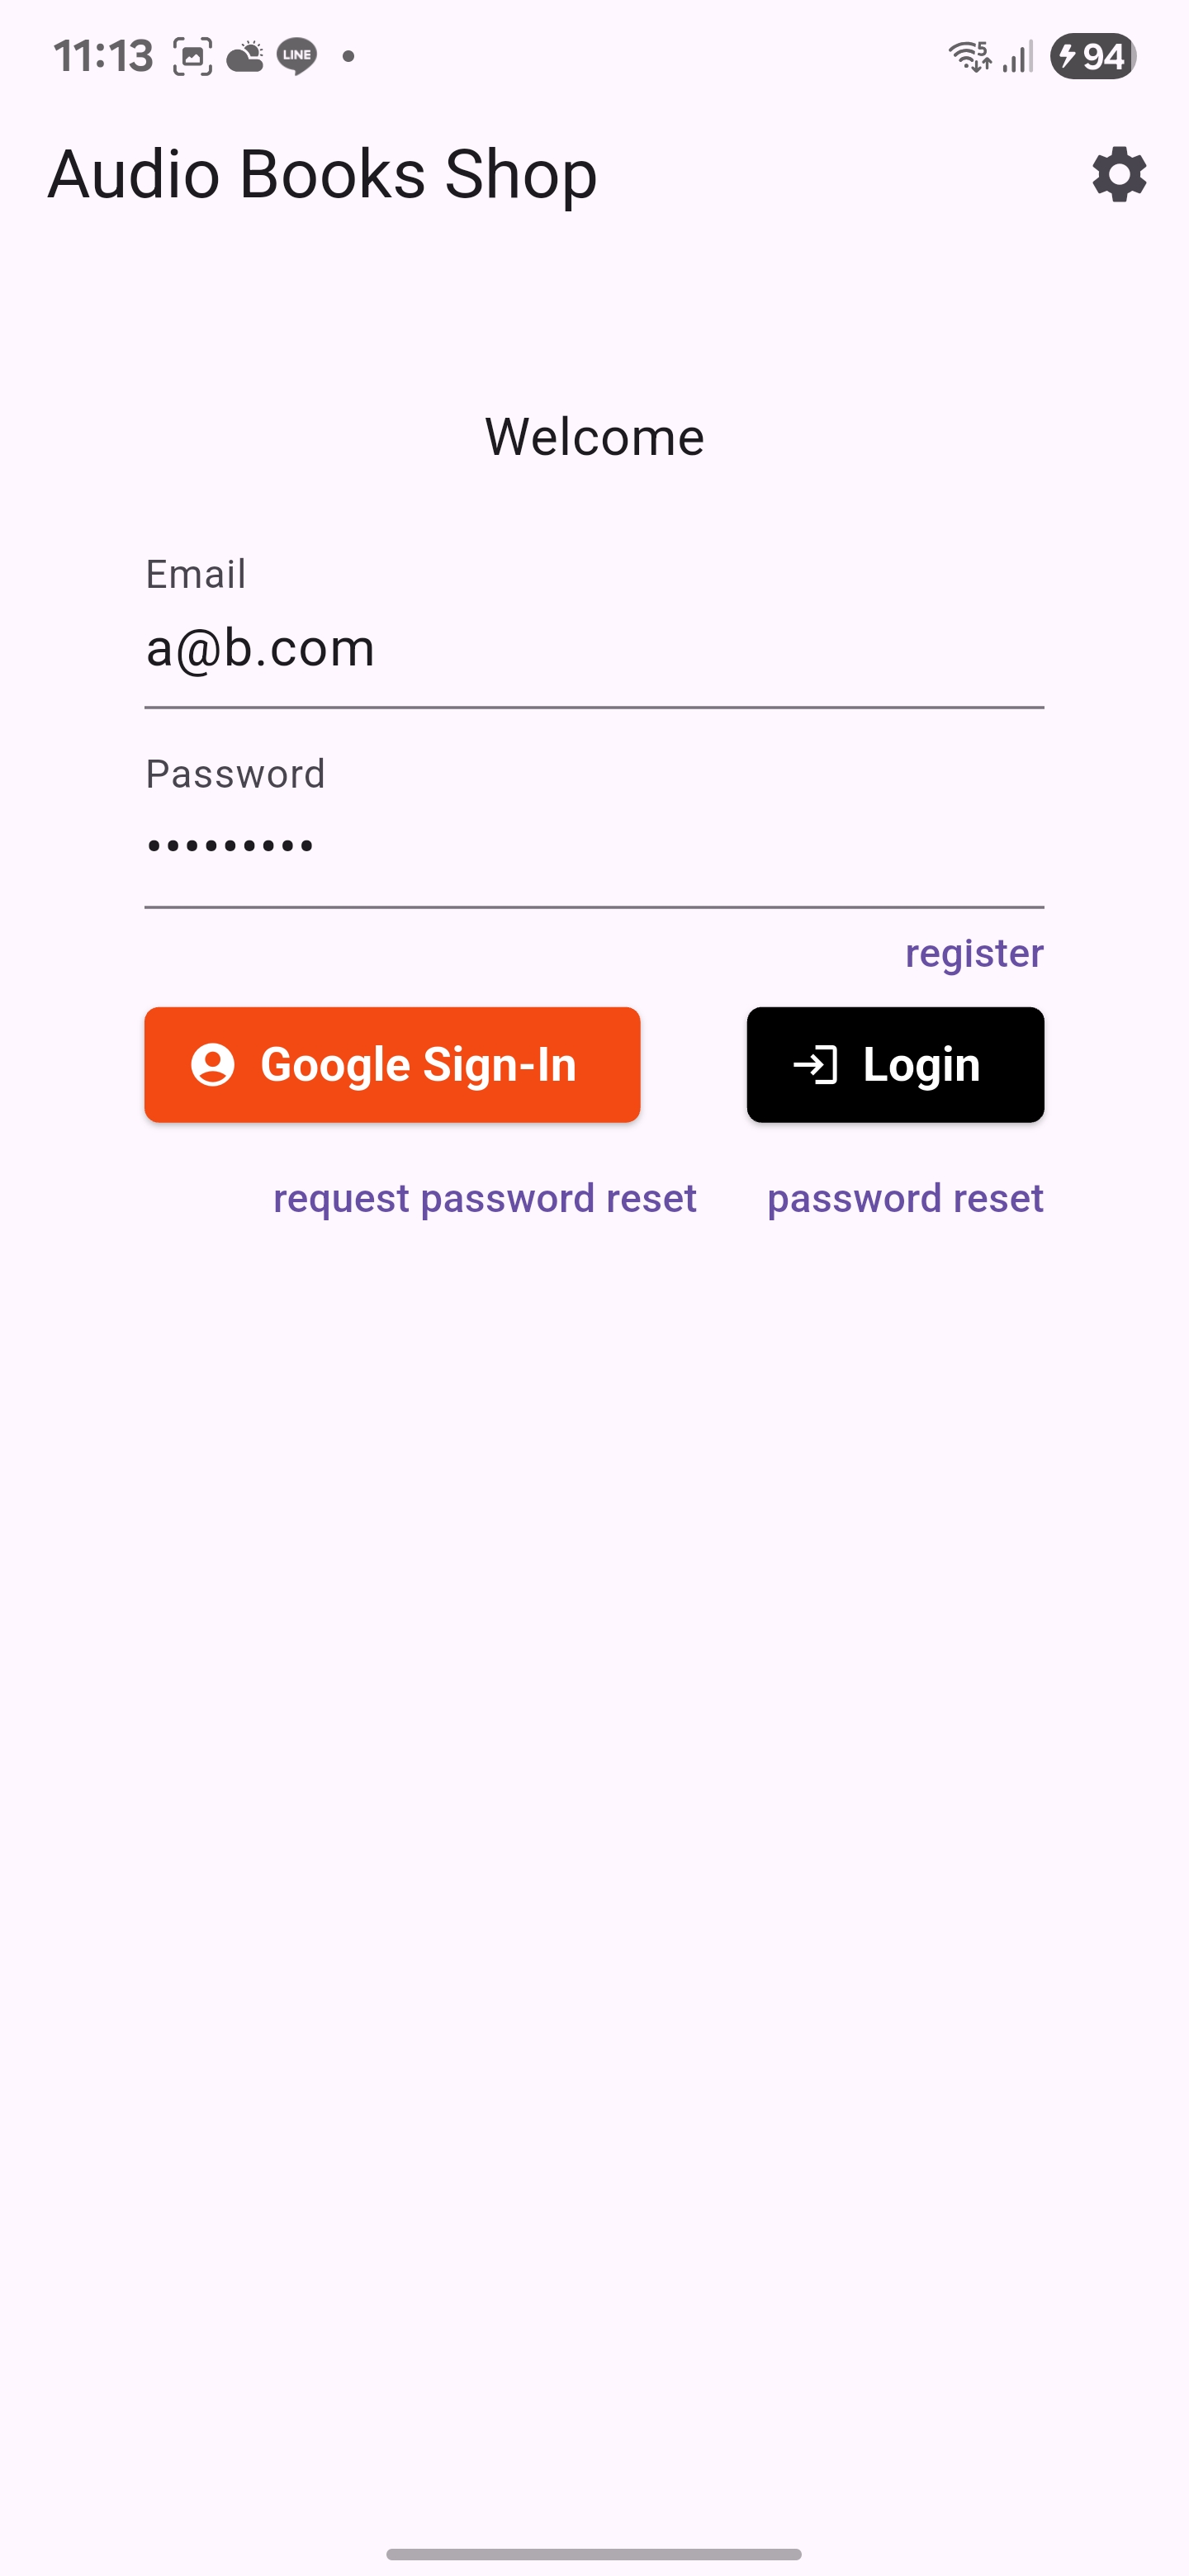 11:13 LINE 5 94
Audio Books Shop
Welcome
Email
a@b.com
Password
•••••••••
register
Google Sign-In Login
request password reset password reset